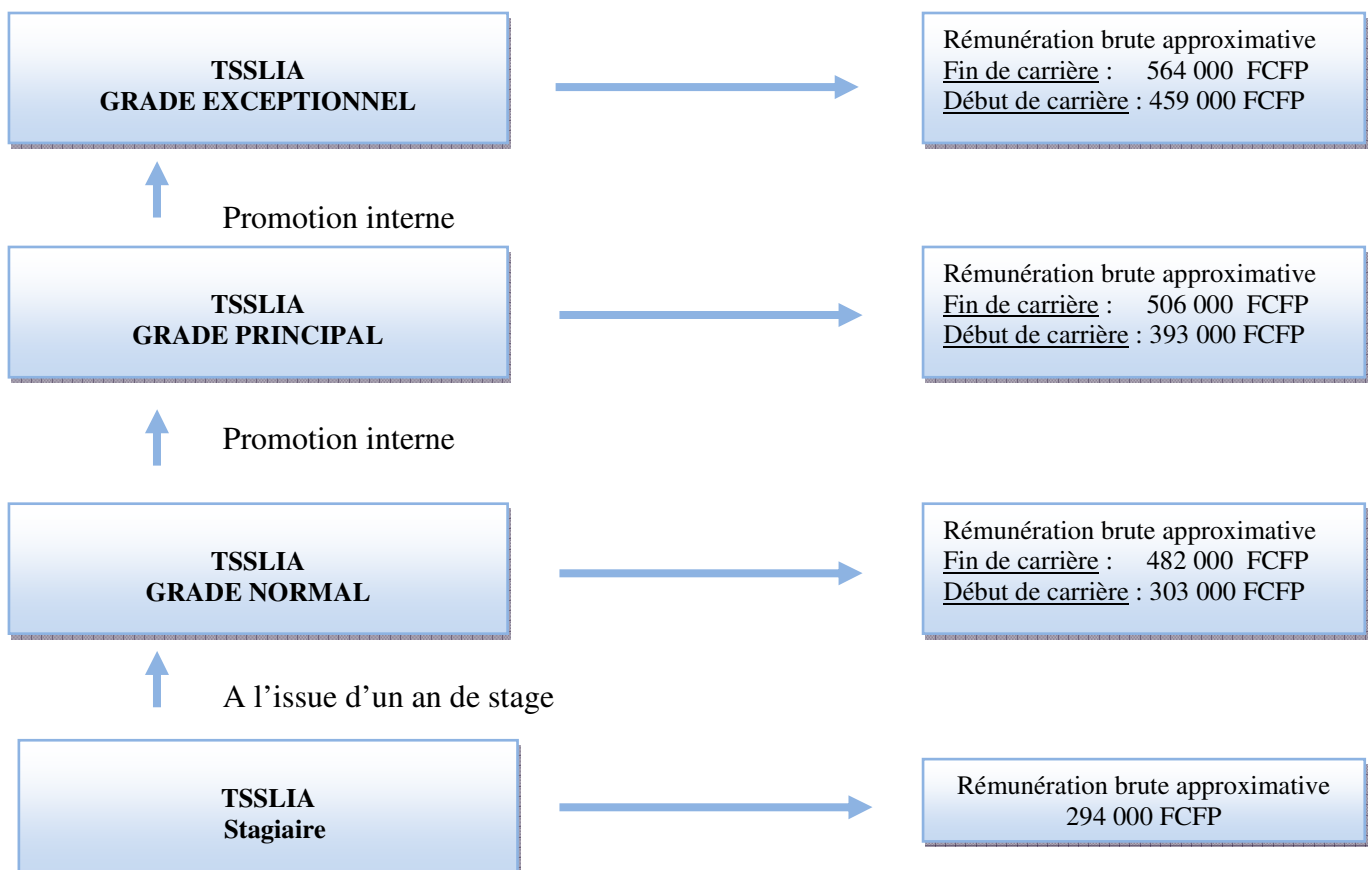 TSSLIA
GRADE EXCEPTIONNEL
Rémunération brute approximative
Fin de carrière : 564 000 FCFP
Début de carrière : 459 000 FCFP
Promotion interne
TSSLIA
GRADE PRINCIPAL
Rémunération brute approximative
Fin de carrière : 506 000 FCFP
Début de carrière : 393 000 FCFP
Promotion interne
TSSLIA
GRADE NORMAL
Rémunération brute approximative
Fin de carrière : 482 000 FCFP
Début de carrière : 303 000 FCFP
A l’issue d’un an de stage
TSSLIA
Stagiaire
Rémunération brute approximative
294 000 FCFP